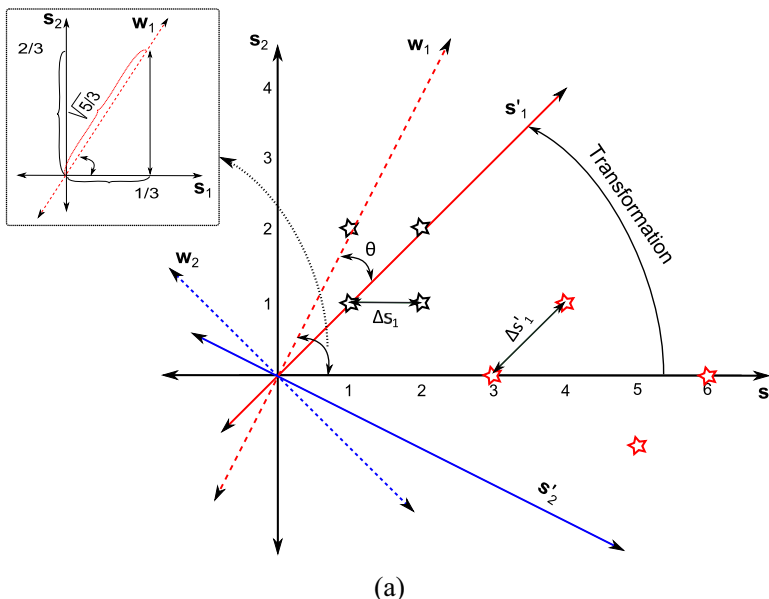 s2
w1
2/3
√5/3
s1
1/3
s2
w1
4
s'1
3
Transformation
2
θ
w2
1
Δs1
Δs'1
1
2
3
4
5
6
s
s'2
(a)